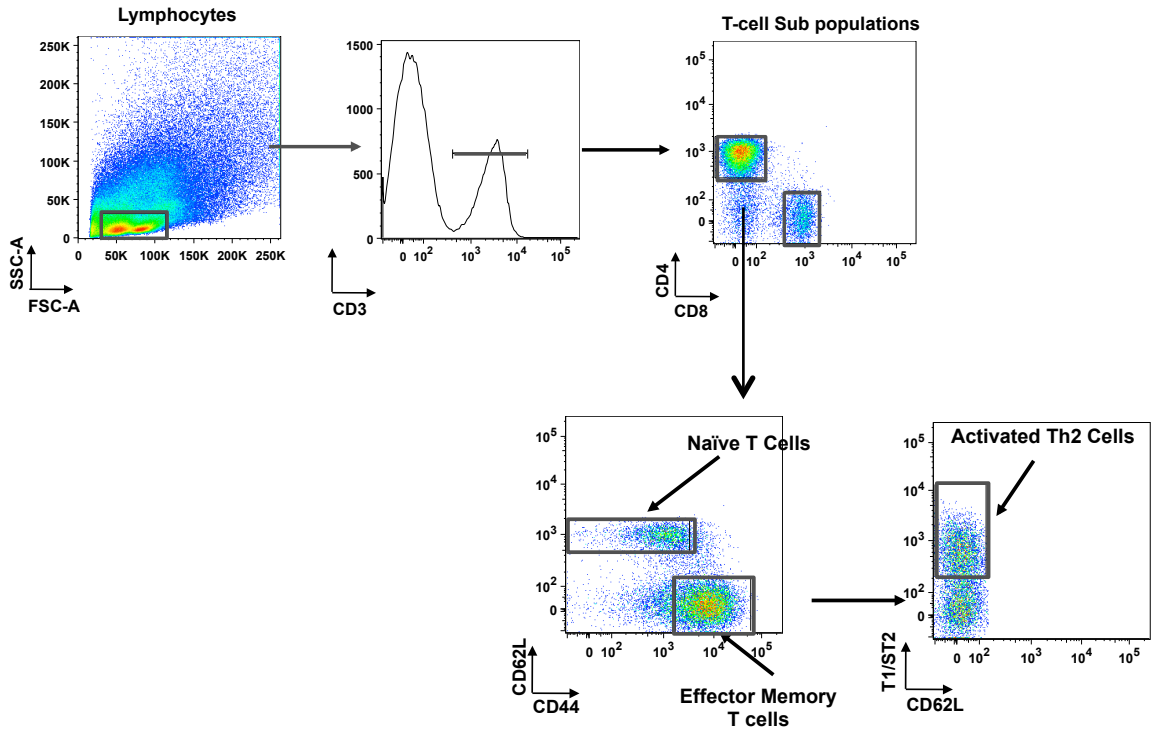 Lymphocytes
250K
200K
150K
100K
50K
0
0 50K 100K 150K 200K 250K
SSC-A
FSC-A
1500
1000
500
0
0 10² 10³ 10⁴ 10⁵
CD3
T-cell Sub populations
10⁵
10⁴
10³
10²
0
0 10² 10³ 10⁴ 10⁵
CD4
CD8
Naïve T Cells
10⁵
10⁴
10³
10²
0
0 10² 10³ 10⁴ 10⁵
CD62L
CD44
Effector Memory
T cells
Activated Th2 Cells
10⁵
10⁴
10³
10²
0
0 10² 10³ 10⁴ 10⁵
T1/ST2
CD62L